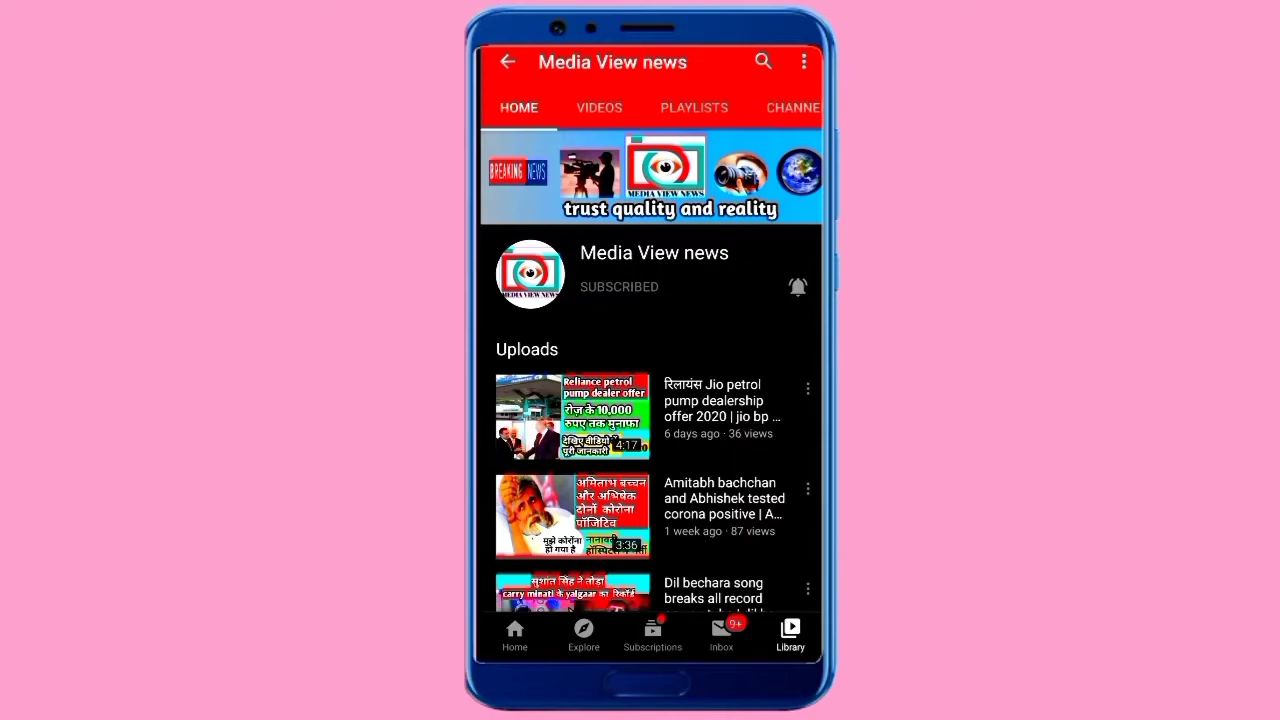 Media View news
HOME VIDEOS PLAYLISTS CHANNE
BREAKING NEWS
MEDIA VIEW NEWS
trust quality and reality
Media View news
SUBSCRIBED
MEDIA VIEW NEWS
Uploads
Reliance petrol
pump dealer offer
रोज़ के 10,000
रुपए तक मुनाफा
देखिए वीडियो
पूरी जानकारी
4:17
रिलायंस Jio petrol
pump dealership
offer 2020 | jio bp ...
6 days ago · 36 views
अमिताभ बच्चन
और अभिषेक
दोनों कोरोना
पॉजिटिव
मुझे कोरोंना
हो गया है
3:36
Amitabh bachchan
and Abhishek tested
corona positive | A...
1 week ago · 87 views
सुशांत सिंह ने तोड़ा
carry minati के yalgaar का रिकॉर्ड
Dil bechara song
breaks all record
9+
Home Explore Subscriptions Inbox Library